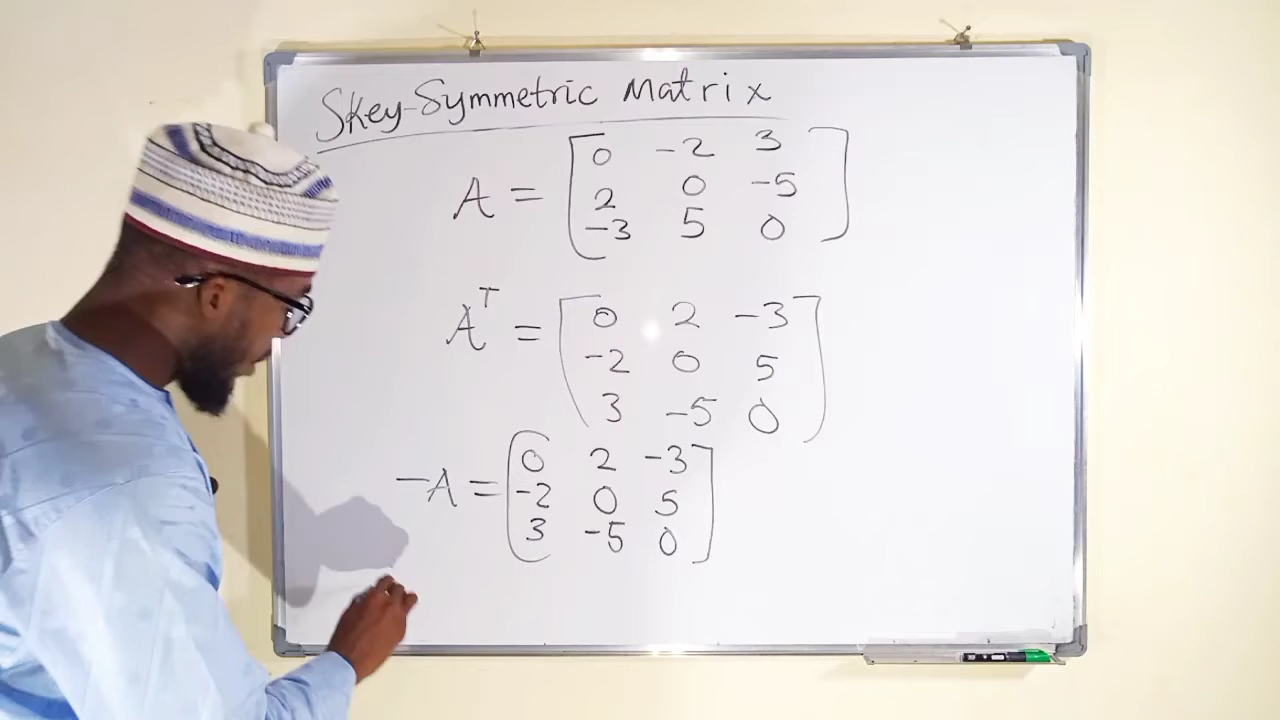 Skey-Symmetric Matrix
A = [0 -2 3
2 0 -5
-3 5 0]
Aᵀ = [0 2 -3
-2 0 5
3 -5 0]
-A = [0 2 -3
-2 0 5
3 -5 0]